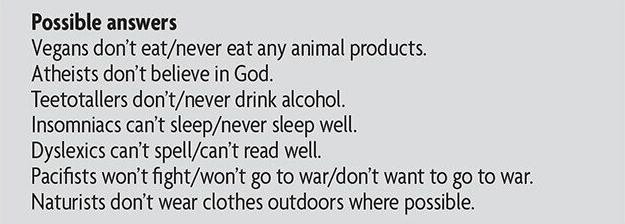 Possible answers
Vegans don't eat/never eat any animal products.
Atheists don't believe in God.
Teetotallers don't/never drink alcohol.
Insomniacs can't sleep/never sleep well.
Dyslexics can't spell/can't read well.
Pacifists won't fight/won't go to war/don't want to go to war.
Naturists don't wear clothes outdoors where possible.